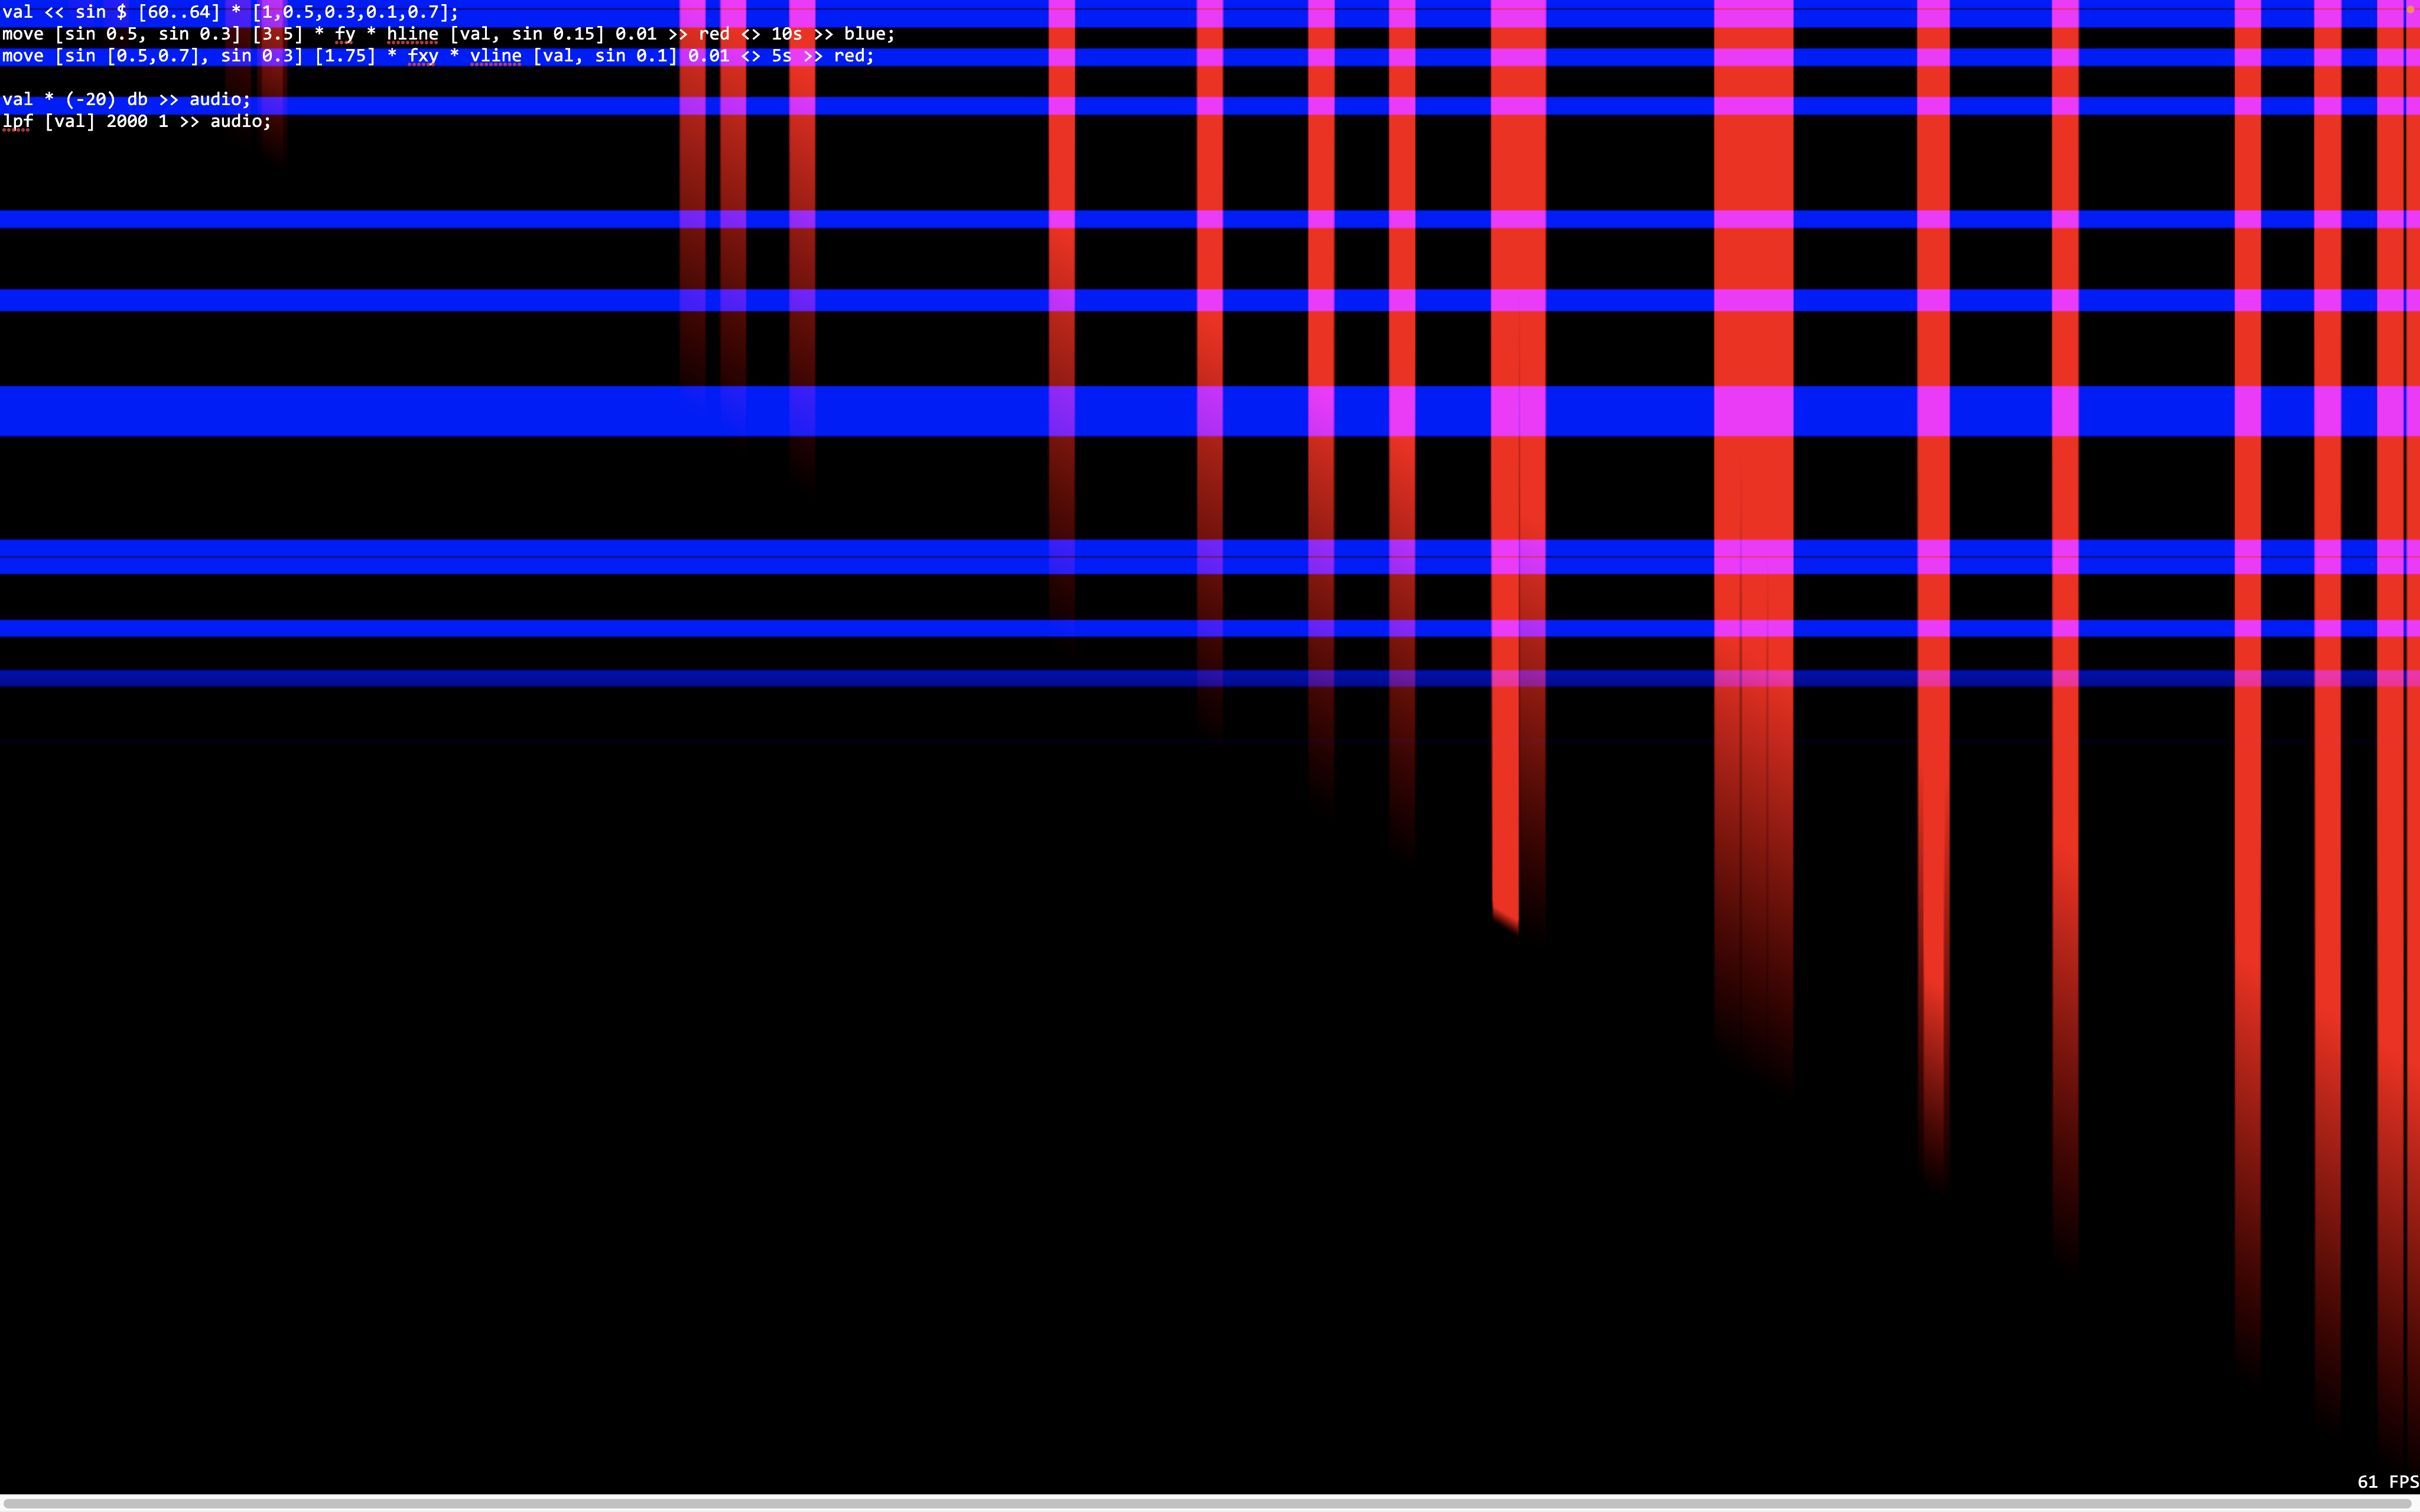 val << sin $ [60..64] * [1,0.5,0.3,0.1,0.7];
move [sin 0.5, sin 0.3] [3.5] * fy * hline [val, sin 0.15] 0.01 >> red <> 10s >> blue;
move [sin [0.5,0.7], sin 0.3] [1.75] * fxy * vline [val, sin 0.1] 0.01 <> 5s >> red;
val * (-20) db >> audio;
lpf [val] 2000 1 >> audio;
61 FPS